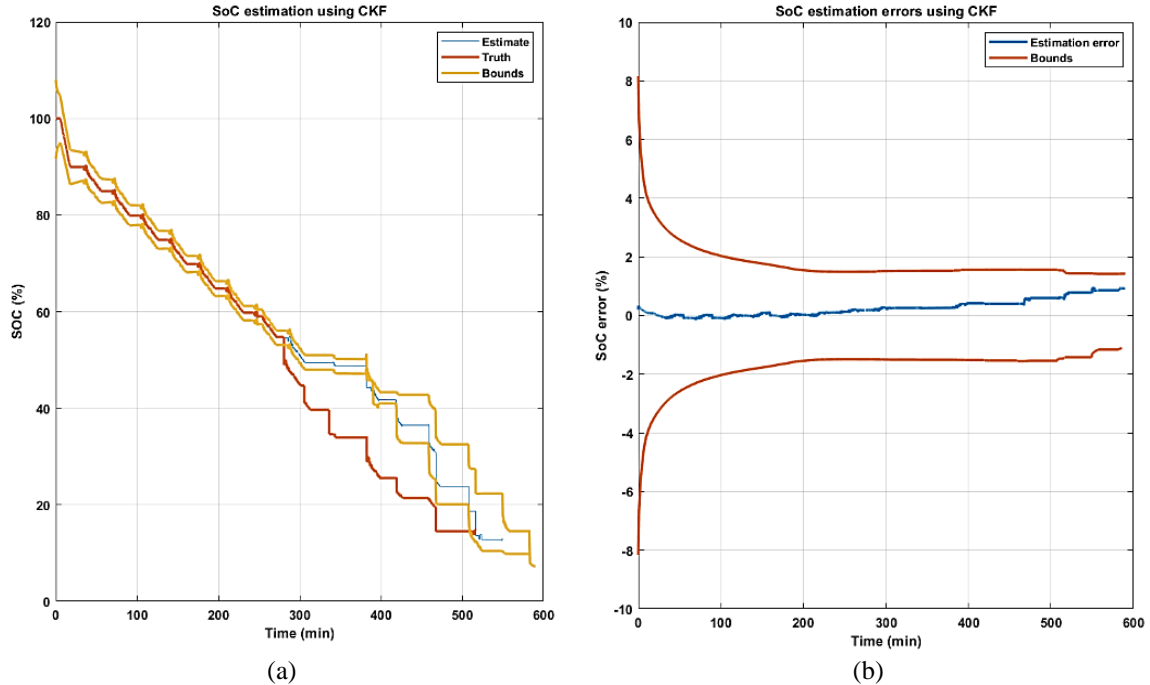 SoC estimation using CKF
120
100
80
60
40
20
0
SOC (%)
Estimate
Truth
Bounds
0 100 200 300 400 500 600
Time (min)
(a)
SoC estimation errors using CKF
10
8
6
4
2
0
-2
-4
-6
-8
-10
SoC error (%)
Estimation error
Bounds
0 100 200 300 400 500 600
Time (min)
(b)